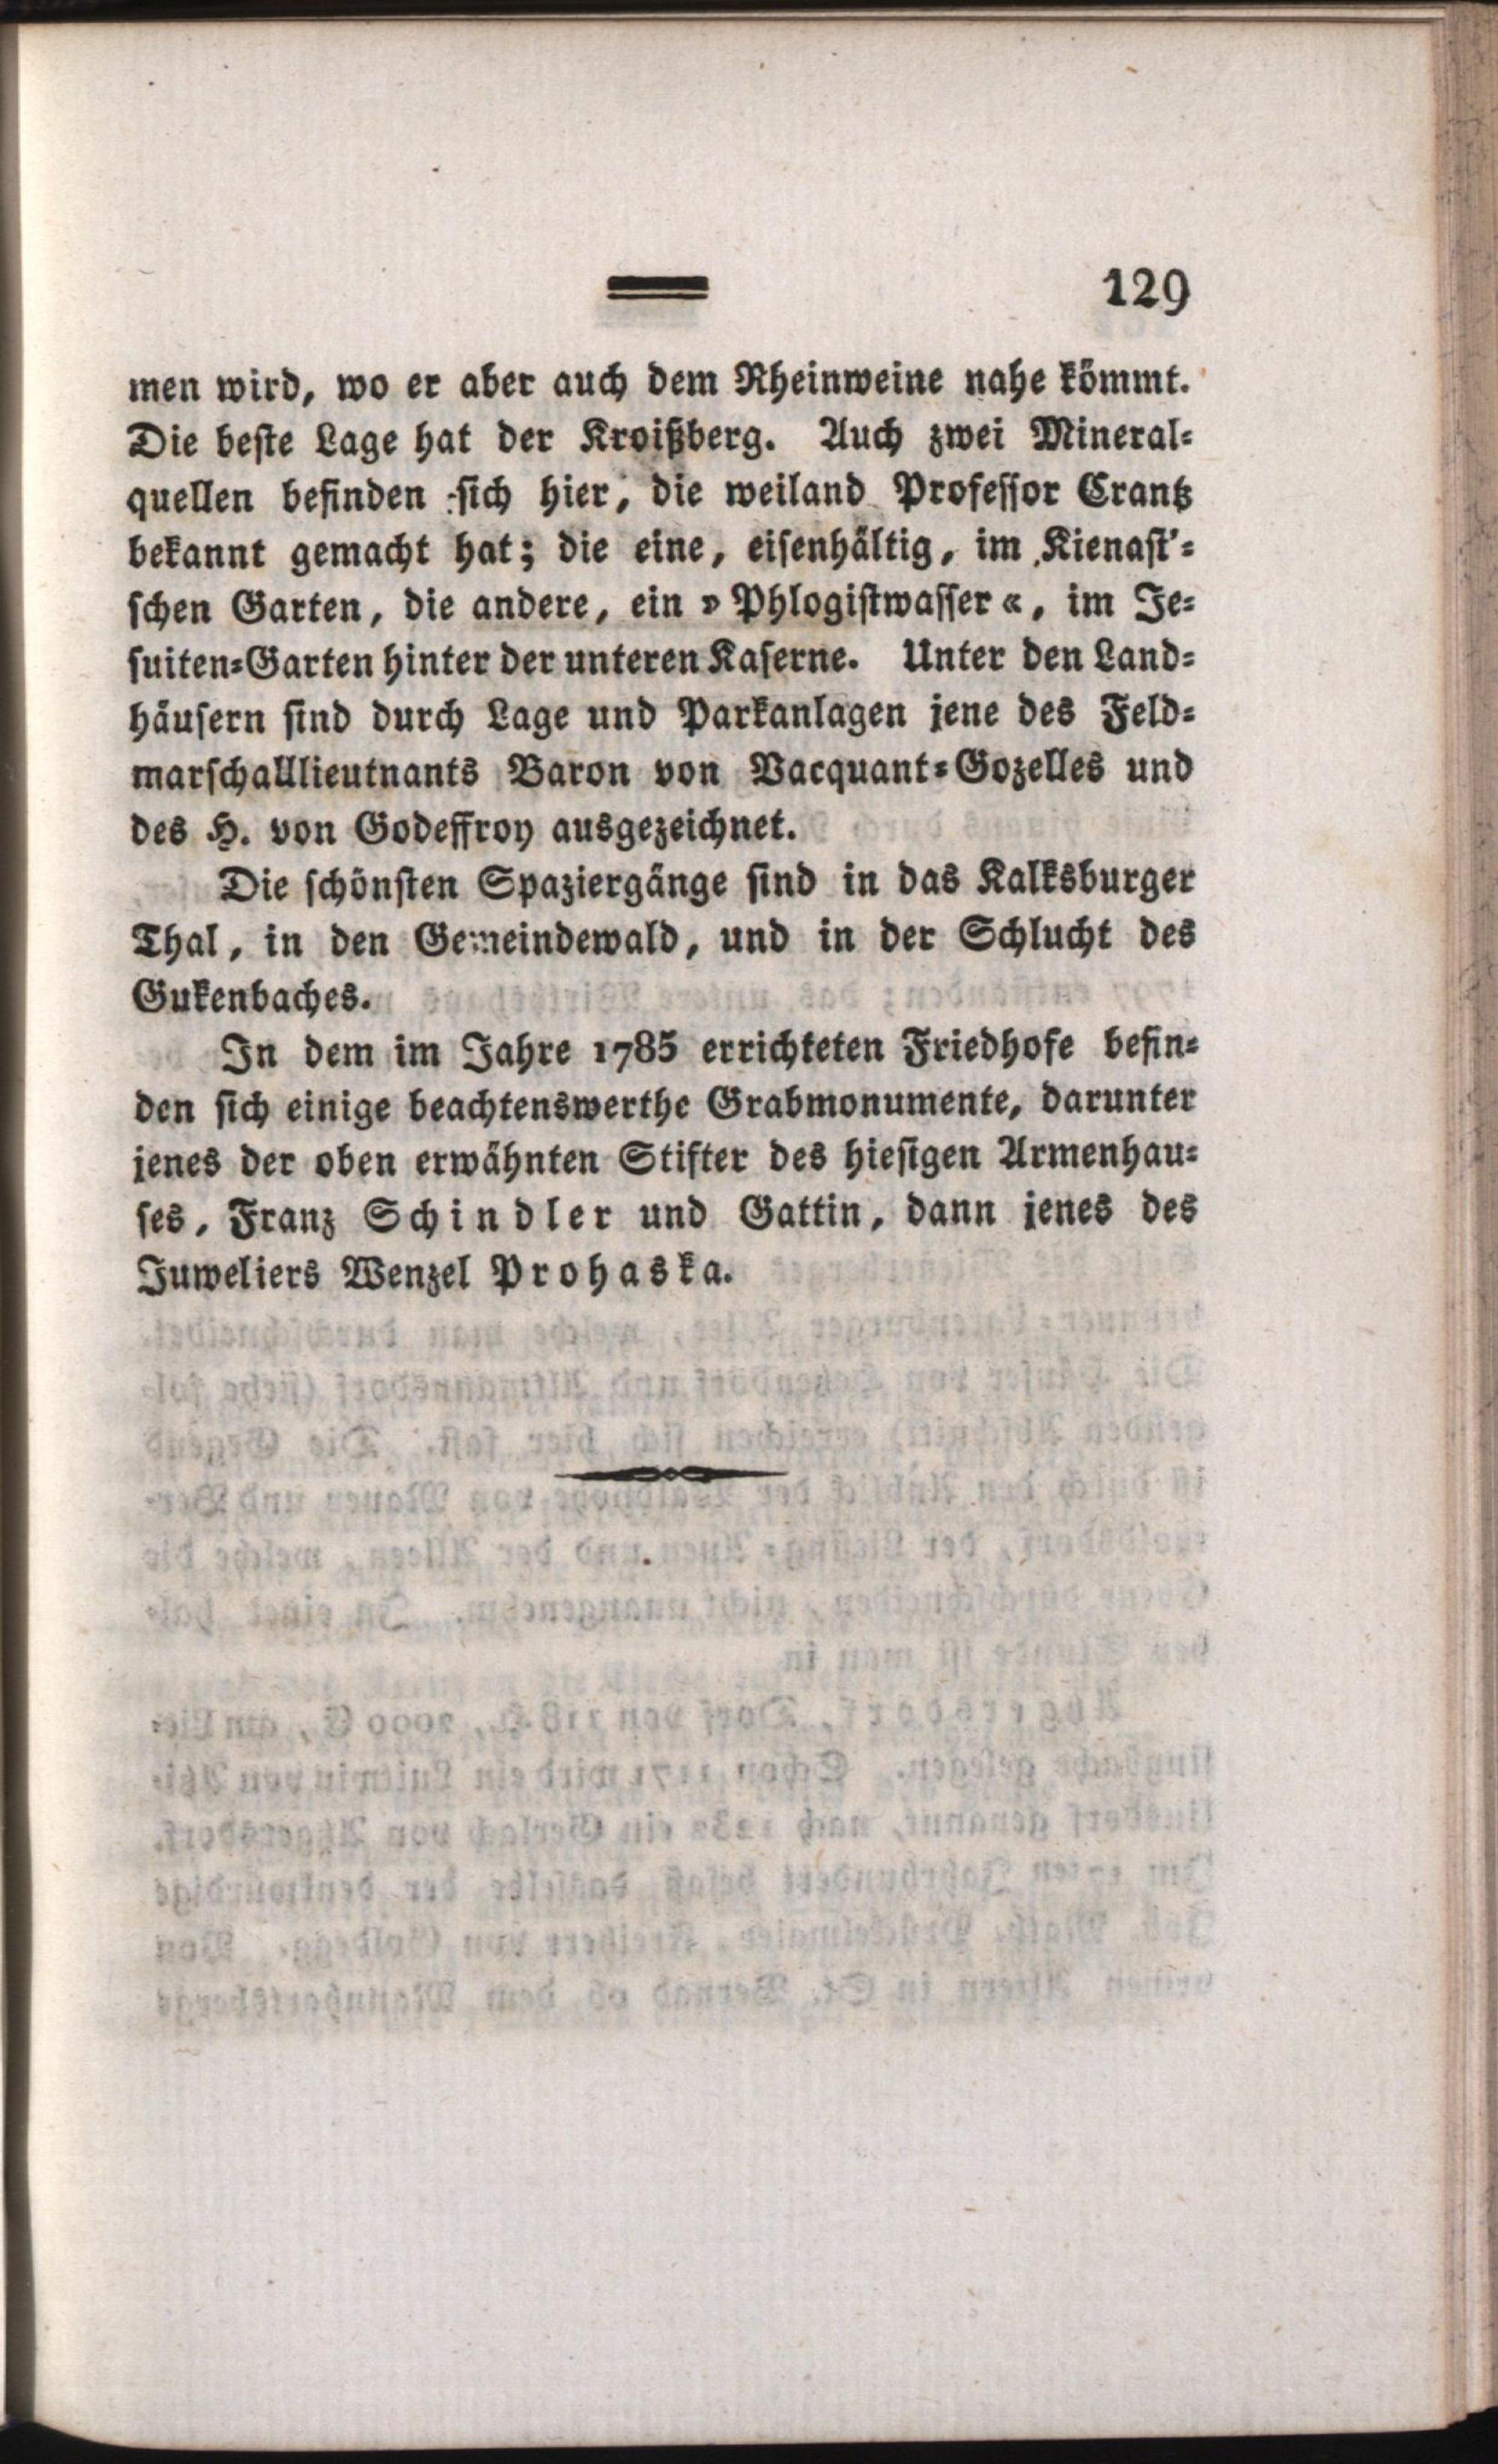 129
men wird, wo er aber auch dem Rheinweine nahe kömmt.
Die beste Lage hat der Kroißberg. Auch zwei Mineral-
quellen befinden sich hier, die weiland Professor Crantz
bekannt gemacht hat; die eine, eisenhältig, im Kienast'-
schen Garten, die andere, ein »Phlogistwasser«, im Je-
suiten-Garten hinter der unteren Kaserne. Unter den Land-
häusern sind durch Lage und Parkanlagen jene des Feld-
marschalllieutnants Baron von Vacquant-Gozelles und
des H. von Godeffroy ausgezeichnet.
Die schönsten Spaziergänge sind in das Kalksburger
Thal, in den Gemeindewald, und in der Schlucht des
Gukenbaches.
In dem im Jahre 1785 errichteten Friedhofe befin-
den sich einige beachtenswerthe Grabmonumente, darunter
jenes der oben erwähnten Stifter des hiesigen Armenhau-
ses, Franz Schindler und Gattin, dann jenes des
Juweliers Wenzel Prohaska.